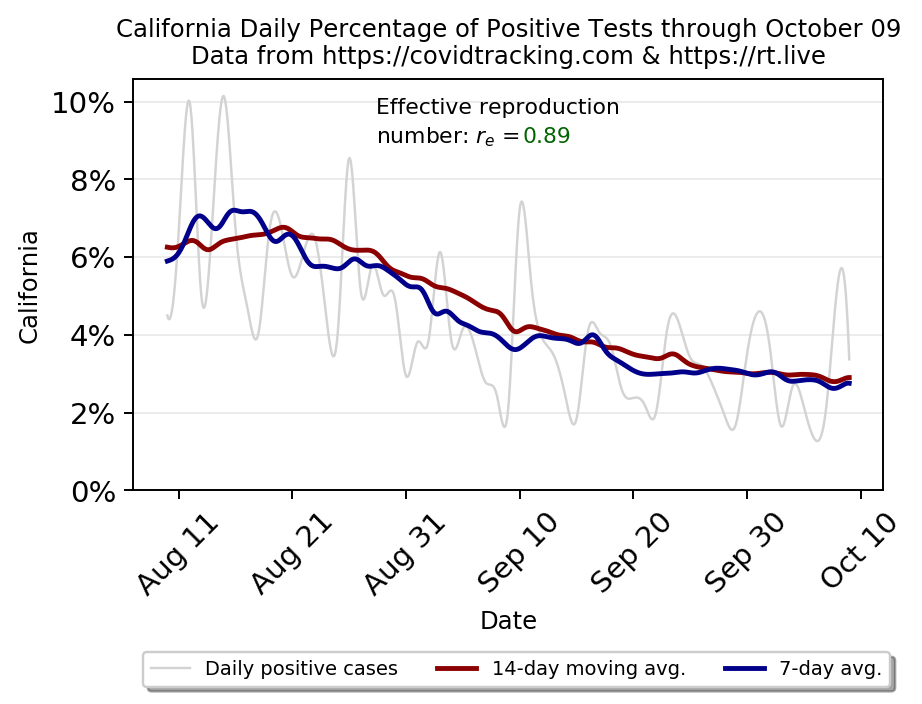 California Daily Percentage of Positive Tests through October 09
Data from https://covidtracking.com & https://rt.live
10%
Effective reproduction
number: r_e = 0.89
8%
6%
4%
2%
0%
California
Aug 11
Aug 21
Aug 31
Sep 10
Sep 20
Sep 30
Oct 10
Date
Daily positive cases
14-day moving avg.
7-day avg.